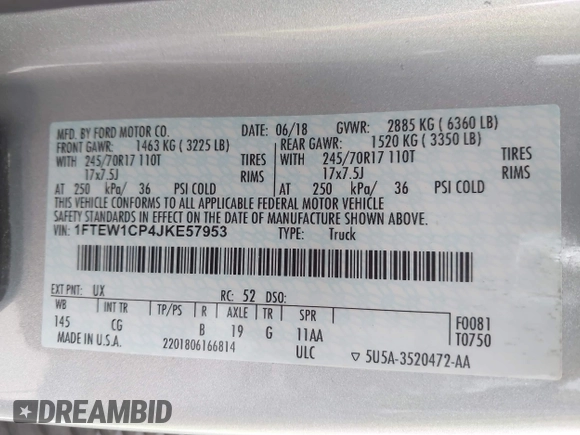 MFD. BY FORD MOTOR CO. DATE: 06/18 GVWR: 2885 KG ( 6360 LB)
FRONT GAWR: 1463 KG ( 3225 LB) REAR GAWR: 1520 KG ( 3350 LB)
WITH 245/70R17 110T TIRES WITH 245/70R17 110T TIRES
17x7.5J RIMS 17x7.5J RIMS
AT 250 kPa/ 36 PSI COLD AT 250 kPa/ 36 PSI COLD
THIS VEHICLE CONFORMS TO ALL APPLICABLE FEDERAL MOTOR VEHICLE
SAFETY STANDARDS IN EFFECT ON THE DATE OF MANUFACTURE SHOWN ABOVE.
VIN: 1FTEW1CP4JKE57953 TYPE: Truck
EXT PNT: UX RC: 52 DSO:
WB INT TR TP/PS R AXLE TR SPR F0081
145 CG B 19 G 11AA T0750
ULC
MADE IN U.S.A. 2201806166814 ▽ 5U5A-3520472-AA
DREAMBID